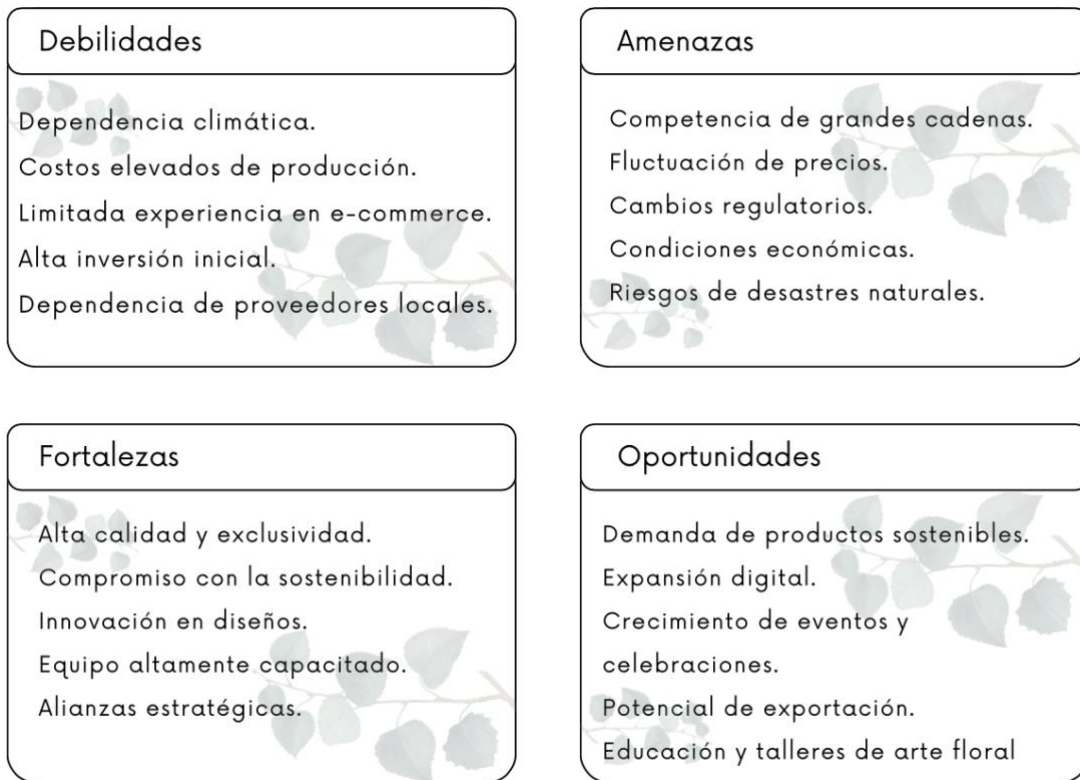 Debilidades
Dependencia climática.
Costos elevados de producción.
Limitada experiencia en e-commerce.
Alta inversión inicial.
Dependencia de proveedores locales.
Amenazas
Competencia de grandes cadenas.
Fluctuación de precios.
Cambios regulatorios.
Condiciones económicas.
Riesgos de desastres naturales.
Fortalezas
Alta calidad y exclusividad.
Compromiso con la sostenibilidad.
Innovación en diseños.
Equipo altamente capacitado.
Alianzas estratégicas.
Oportunidades
Demanda de productos sostenibles.
Expansión digital.
Crecimiento de eventos y
celebraciones.
Potencial de exportación.
Educación y talleres de arte floral